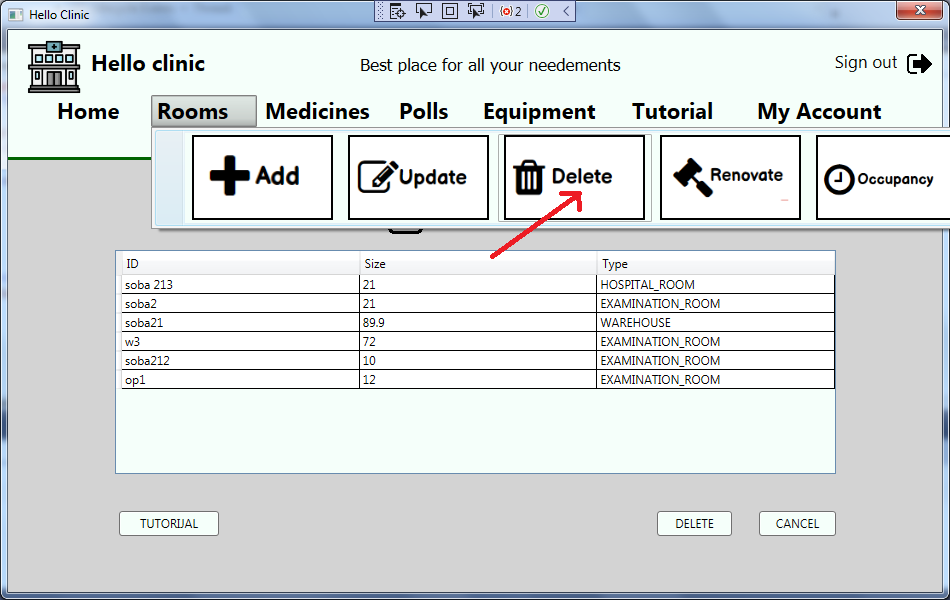 Hello Clinic
2
Hello clinic
Best place for all your needements
Sign out
Home Rooms Medicines Polls Equipment Tutorial My Account
Add Update Delete Renovate Occupancy
ID Size Type
soba 213 21 HOSPITAL_ROOM
soba2 21 EXAMINATION_ROOM
soba21 89.9 WAREHOUSE
w3 72 EXAMINATION_ROOM
soba212 10 EXAMINATION_ROOM
op1 12 EXAMINATION_ROOM
TUTORIJAL DELETE CANCEL